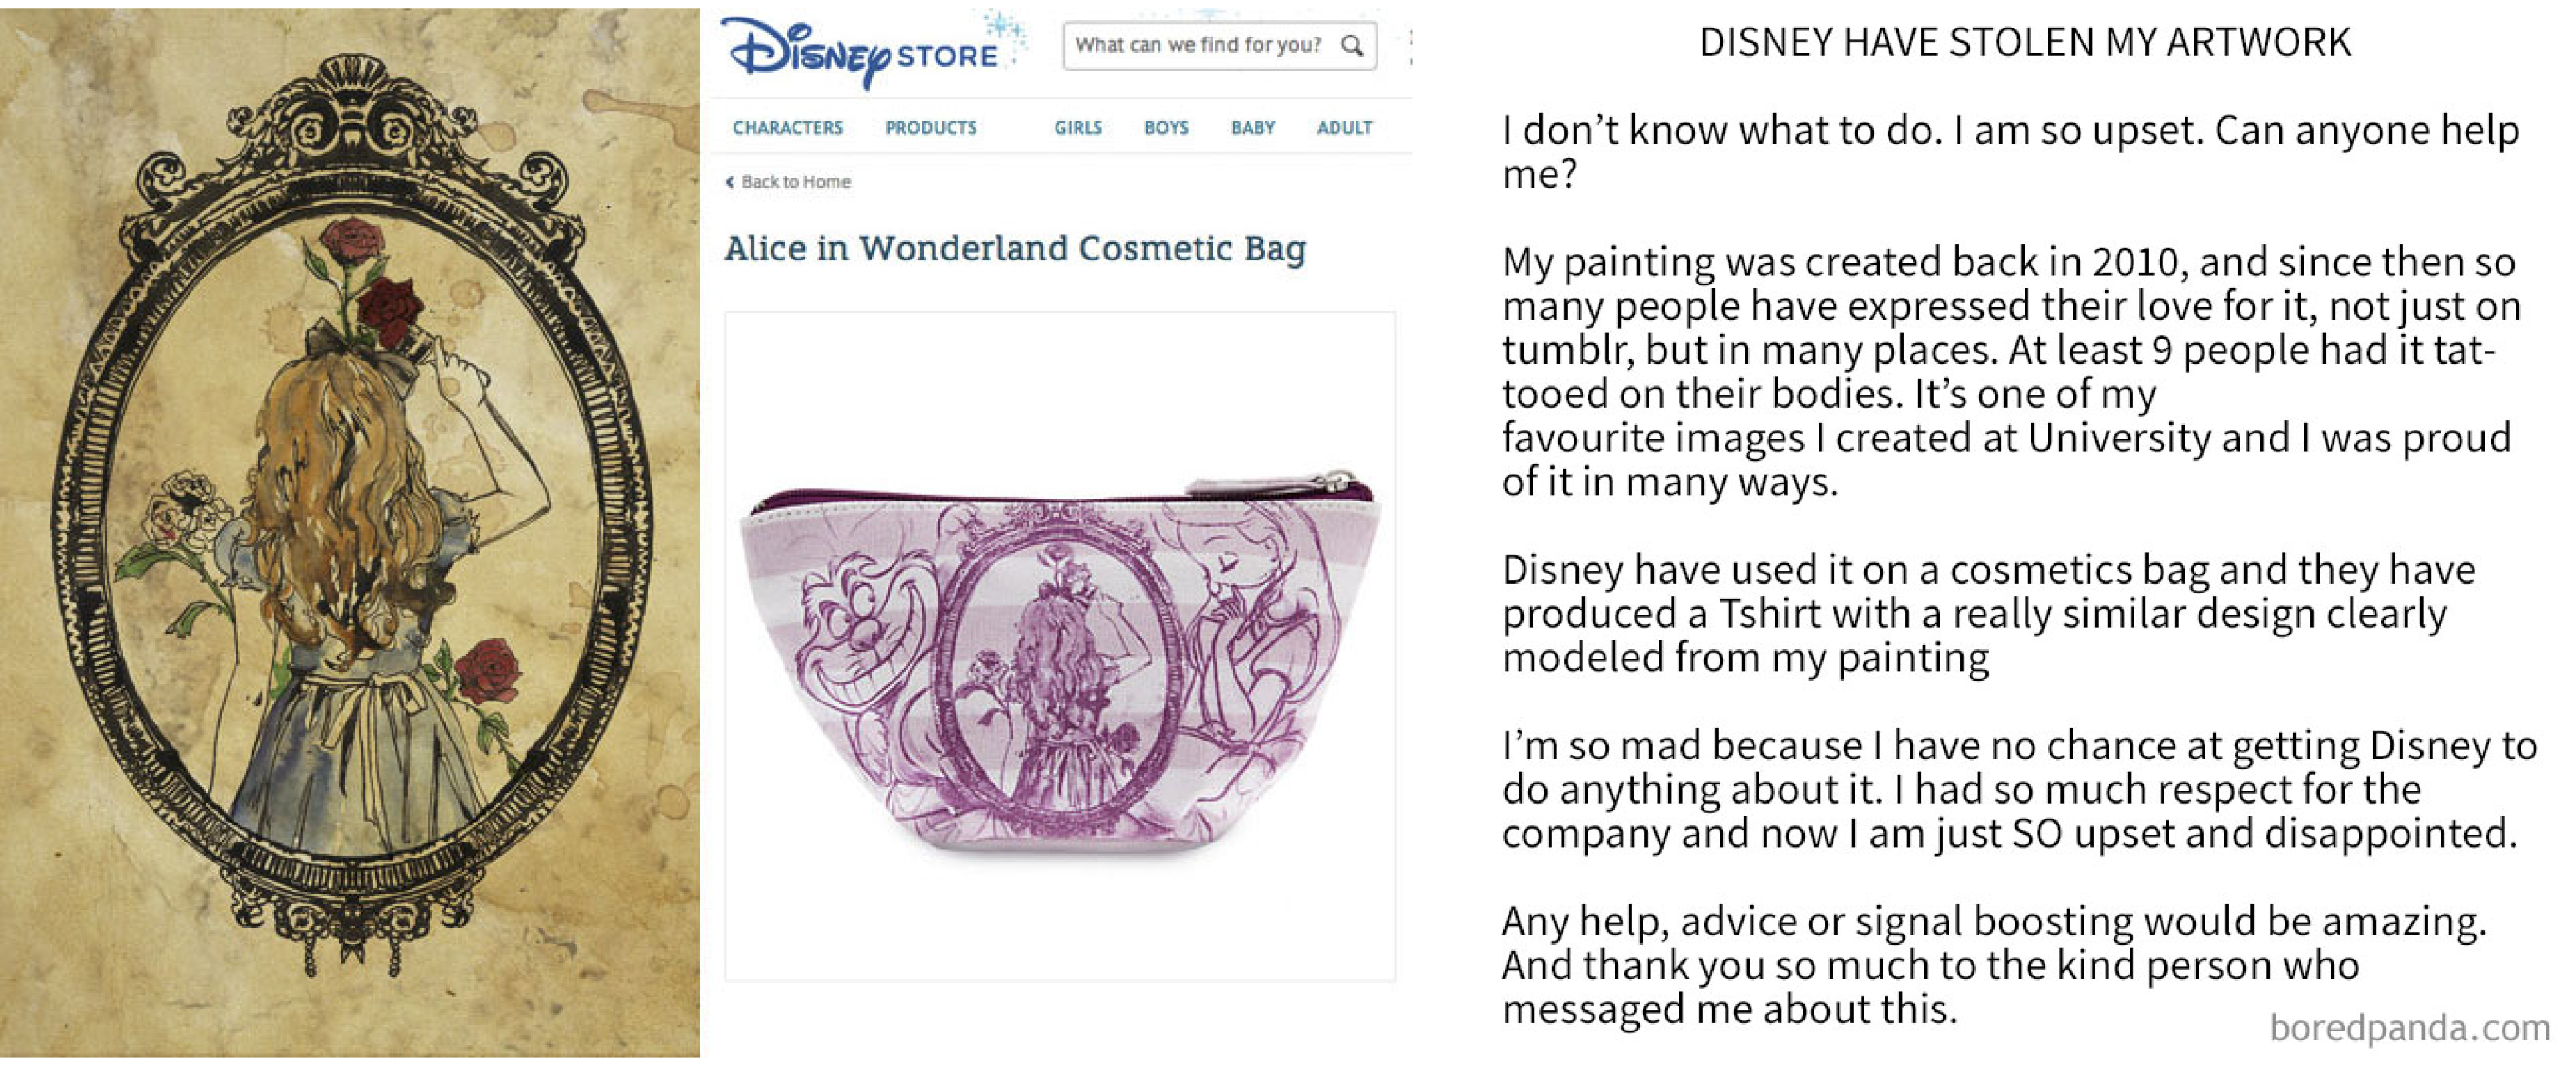 DISNEY STORE
What can we find for you?
CHARACTERS PRODUCTS GIRLS BOYS BABY ADULT
Back to Home
Alice in Wonderland Cosmetic Bag
DISNEY HAVE STOLEN MY ARTWORK
I don't know what to do. I am so upset. Can anyone help
me?
My painting was created back in 2010, and since then so
many people have expressed their love for it, not just on
tumblr, but in many places. At least 9 people had it tat-
tooed on their bodies. It's one of my
favourite images I created at University and I was proud
of it in many ways.
Disney have used it on a cosmetics bag and they have
produced a Tshirt with a really similar design clearly
modeled from my painting
I'm so mad because I have no chance at getting Disney to
do anything about it. I had so much respect for the
company and now I am just SO upset and disappointed.
Any help, advice or signal boosting would be amazing.
And thank you so much to the kind person who
messaged me about this.
boredpanda.com